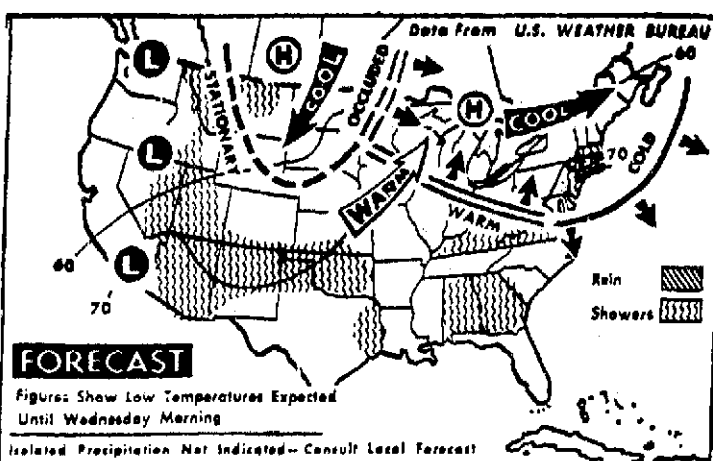 Data From U.S. WEATHER BUREAU
60
L
H
COOL
STATIONARY
OCCLUDED
H
COOL
L
70
COLD
WARM
WARM
L
60
70
Rain
Showers
FORECAST
Figures Show Low Temperatures Expected
Until Wednesday Morning
Isolated Precipitation Not Indicated—Consult Local Forecast